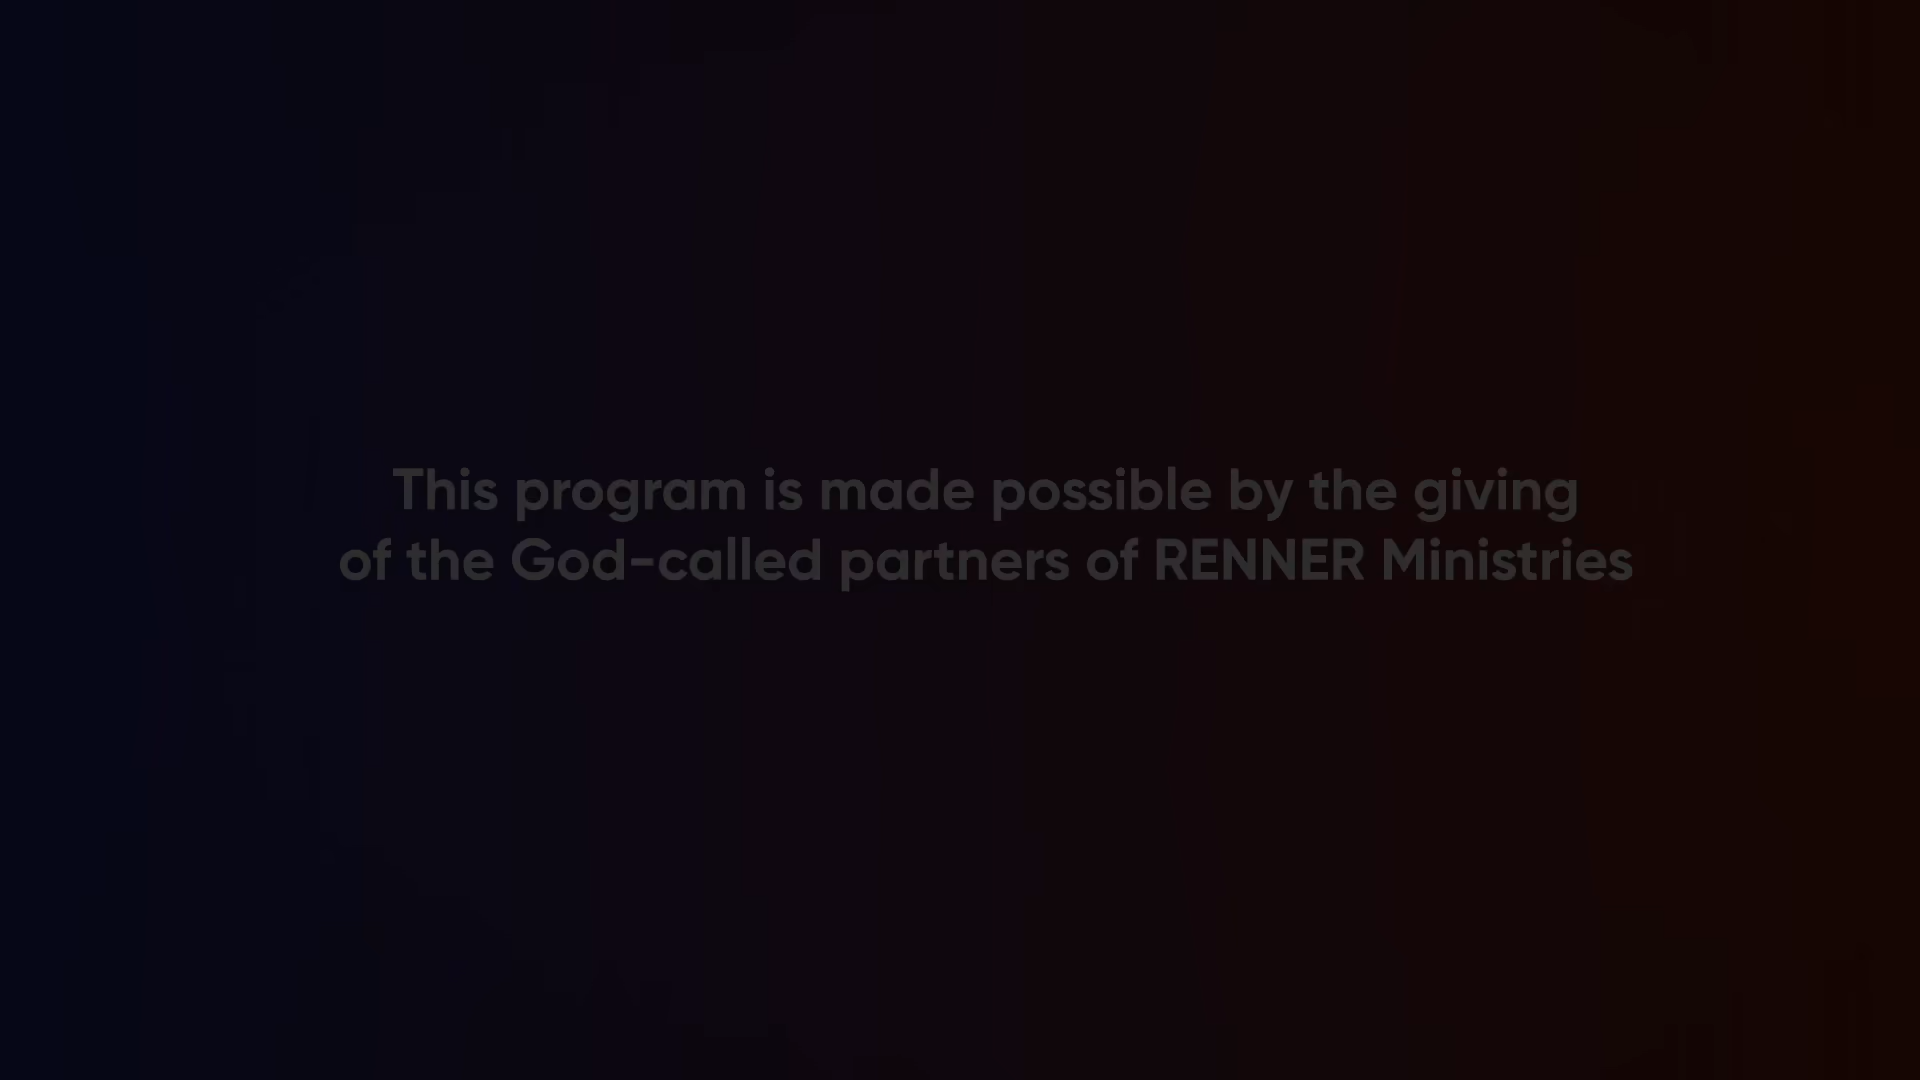 This program is made possible by the giving
of the God-called partners of RENNER Ministries